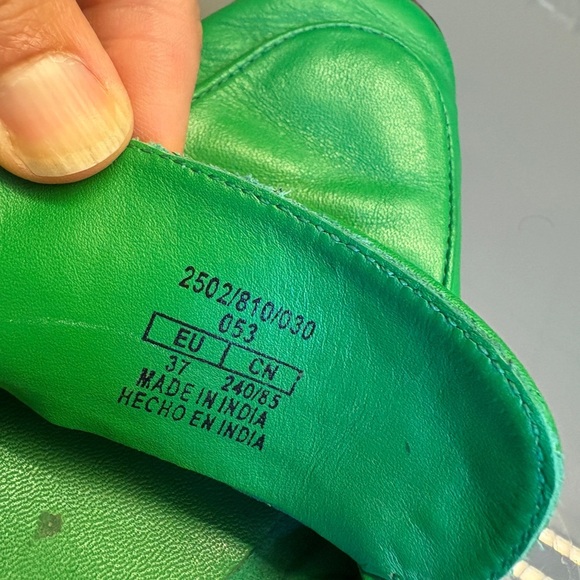 2502/810/030
053
EU CN
37 240/85
MADE IN INDIA
HECHO EN INDIA